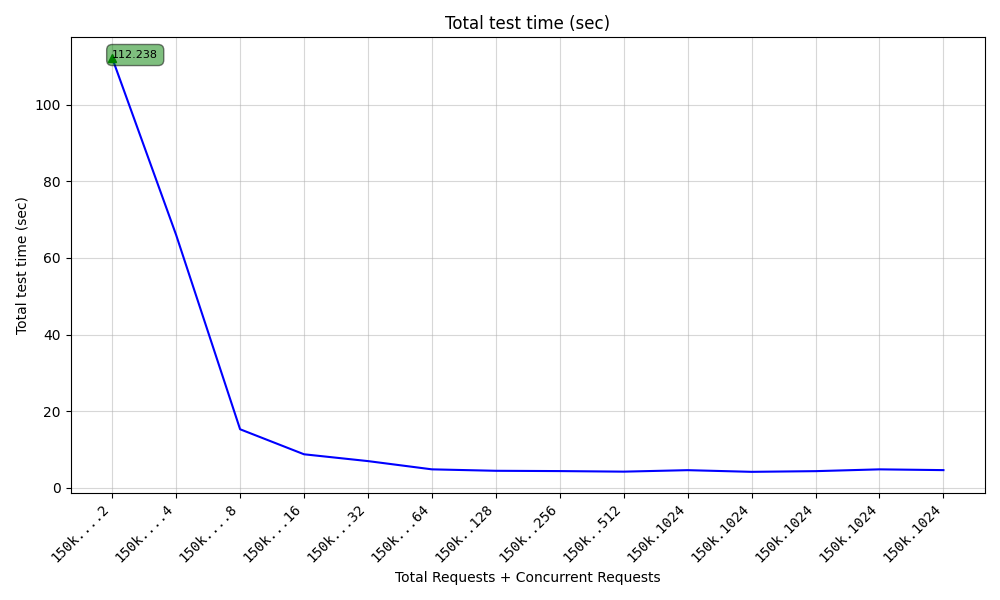 Total test time (sec)
112.238
Total test time (sec)
100
80
60
40
20
0
150k....2
150k....4
150k....8
150k...16
150k...32
150k...64
150k..128
150k..256
150k..512
150k.1024
150k.1024
150k.1024
150k.1024
150k.1024
Total Requests + Concurrent Requests